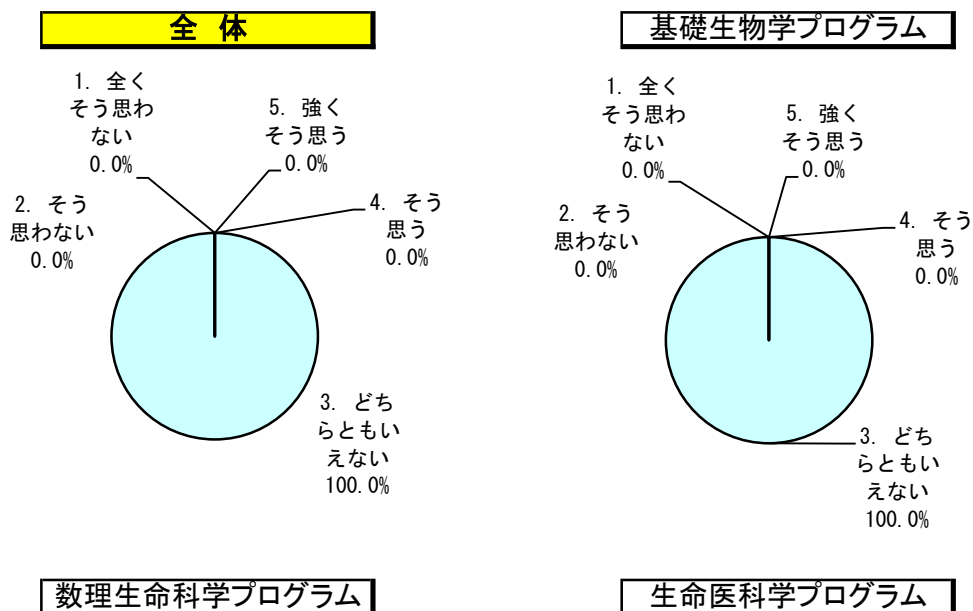 全 体
1. 全く
そう思わ
ない
0.0%
5. 強く
そう思う
0.0%
2. そう
思わない
0.0%
4. そう
思う
0.0%
3. どち
らともい
えない
100.0%
基礎生物学プログラム
1. 全く
そう思わ
ない
0.0%
5. 強く
そう思う
0.0%
2. そう
思わない
0.0%
4. そう
思う
0.0%
3. どち
らともい
えない
100.0%
数理生命科学プログラム
生命医科学プログラム